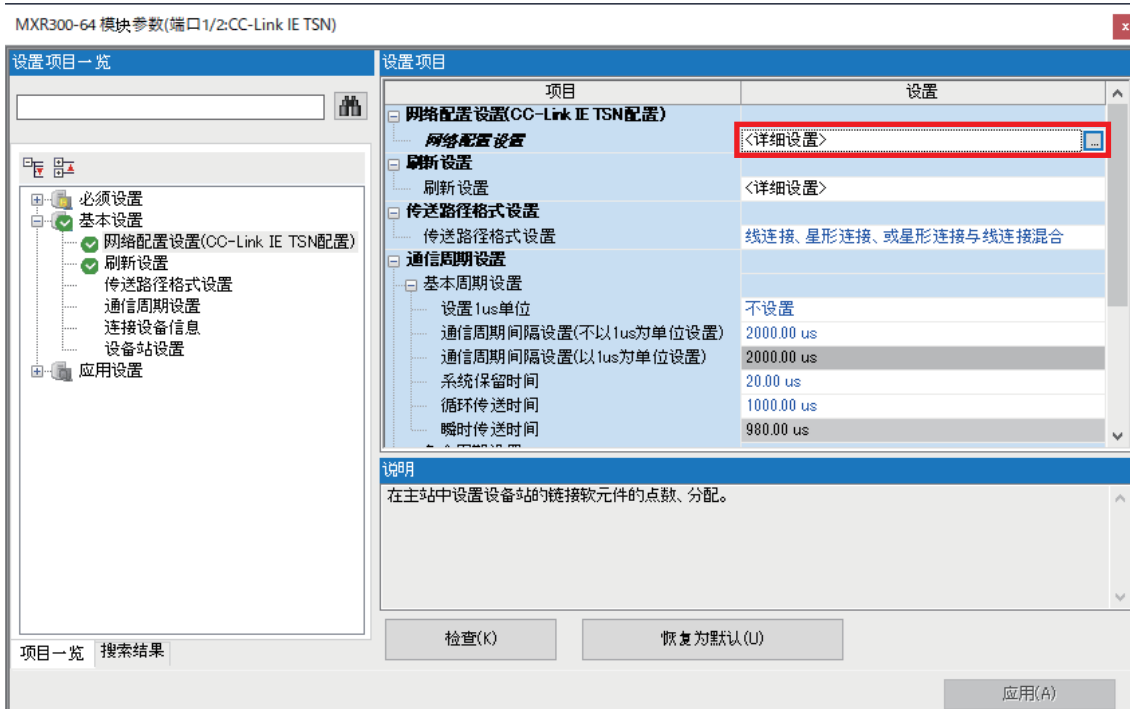 MXR300-64 模块参数(端口1/2:CC-Link IE TSN)
x
设置项目一览
必须设置
基本设置
网络配置设置(CC-Link IE TSN配置)
刷新设置
传送路径格式设置
通信周期设置
连接设备信息
设备站设置
应用设置
项目一览
搜索结果
设置项目
项目 设置
网络配置设置(CC-Link IE TSN配置)
网络配置设置 <详细设置> ...
刷新设置
刷新设置 <详细设置>
传送路径格式设置
传送路径格式设置 线连接、星形连接、或星形连接与线连接混合
通信周期设置
基本周期设置
设置1us单位 不设置
通信周期间隔设置(不以1us为单位设置) 2000.00 us
通信周期间隔设置(以1us为单位设置) 2000.00 us
系统保留时间 20.00 us
循环传送时间 1000.00 us
瞬时传送时间 980.00 us
说明
在主站中设置设备站的链接软元件的点数、分配。
检查(K) 恢复为默认(U)
应用(A)